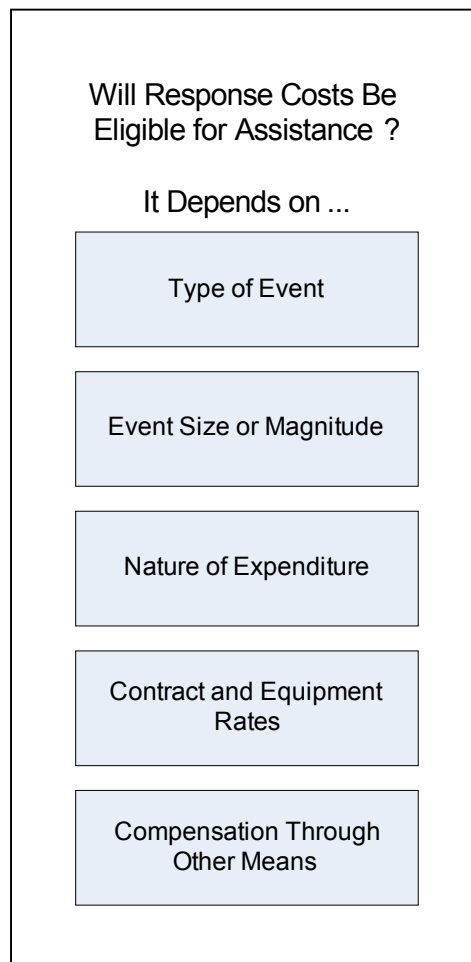 Will Response Costs Be
Eligible for Assistance ?
It Depends on ...
Type of Event
Event Size or Magnitude
Nature of Expenditure
Contract and Equipment
Rates
Compensation Through
Other Means